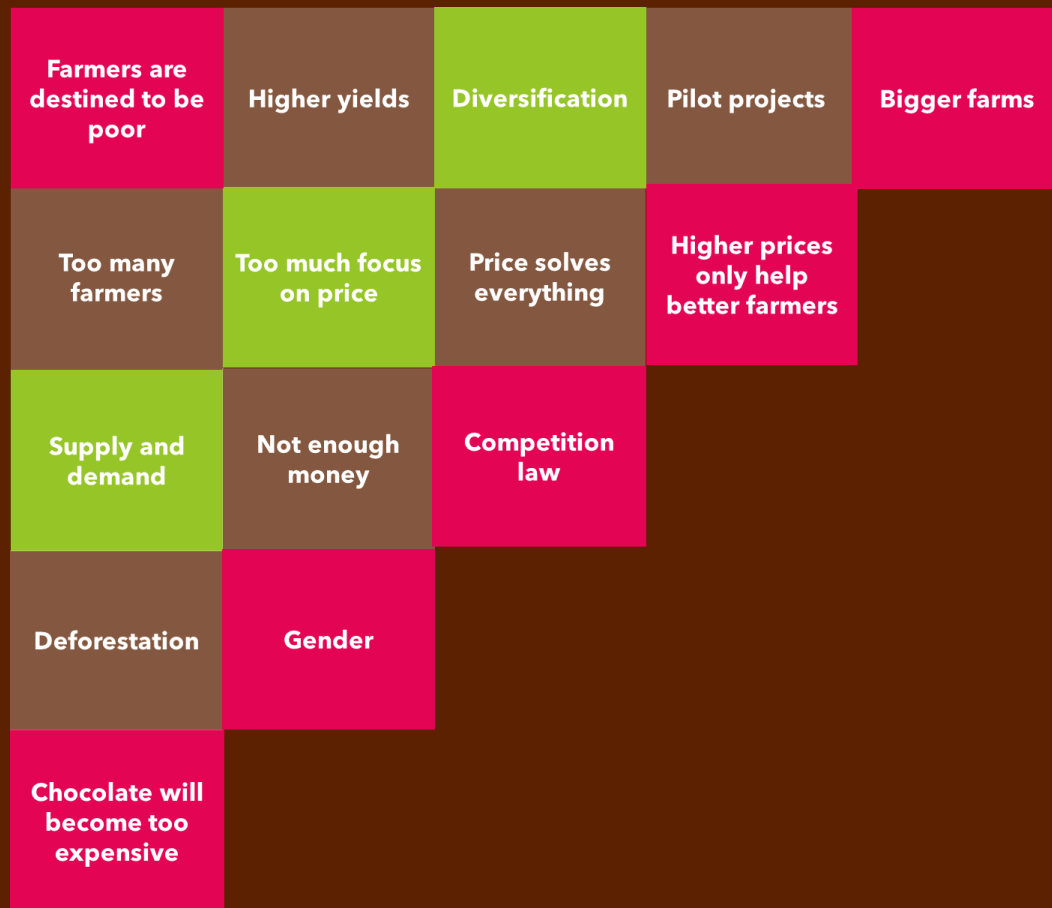 Farmers are
destined to be
poor
Higher yields
Diversification
Pilot projects
Bigger farms
Too many
farmers
Too much focus
on price
Price solves
everything
Higher prices
only help
better farmers
Supply and
demand
Not enough
money
Competition
law
Deforestation
Gender
Chocolate will
become too
expensive